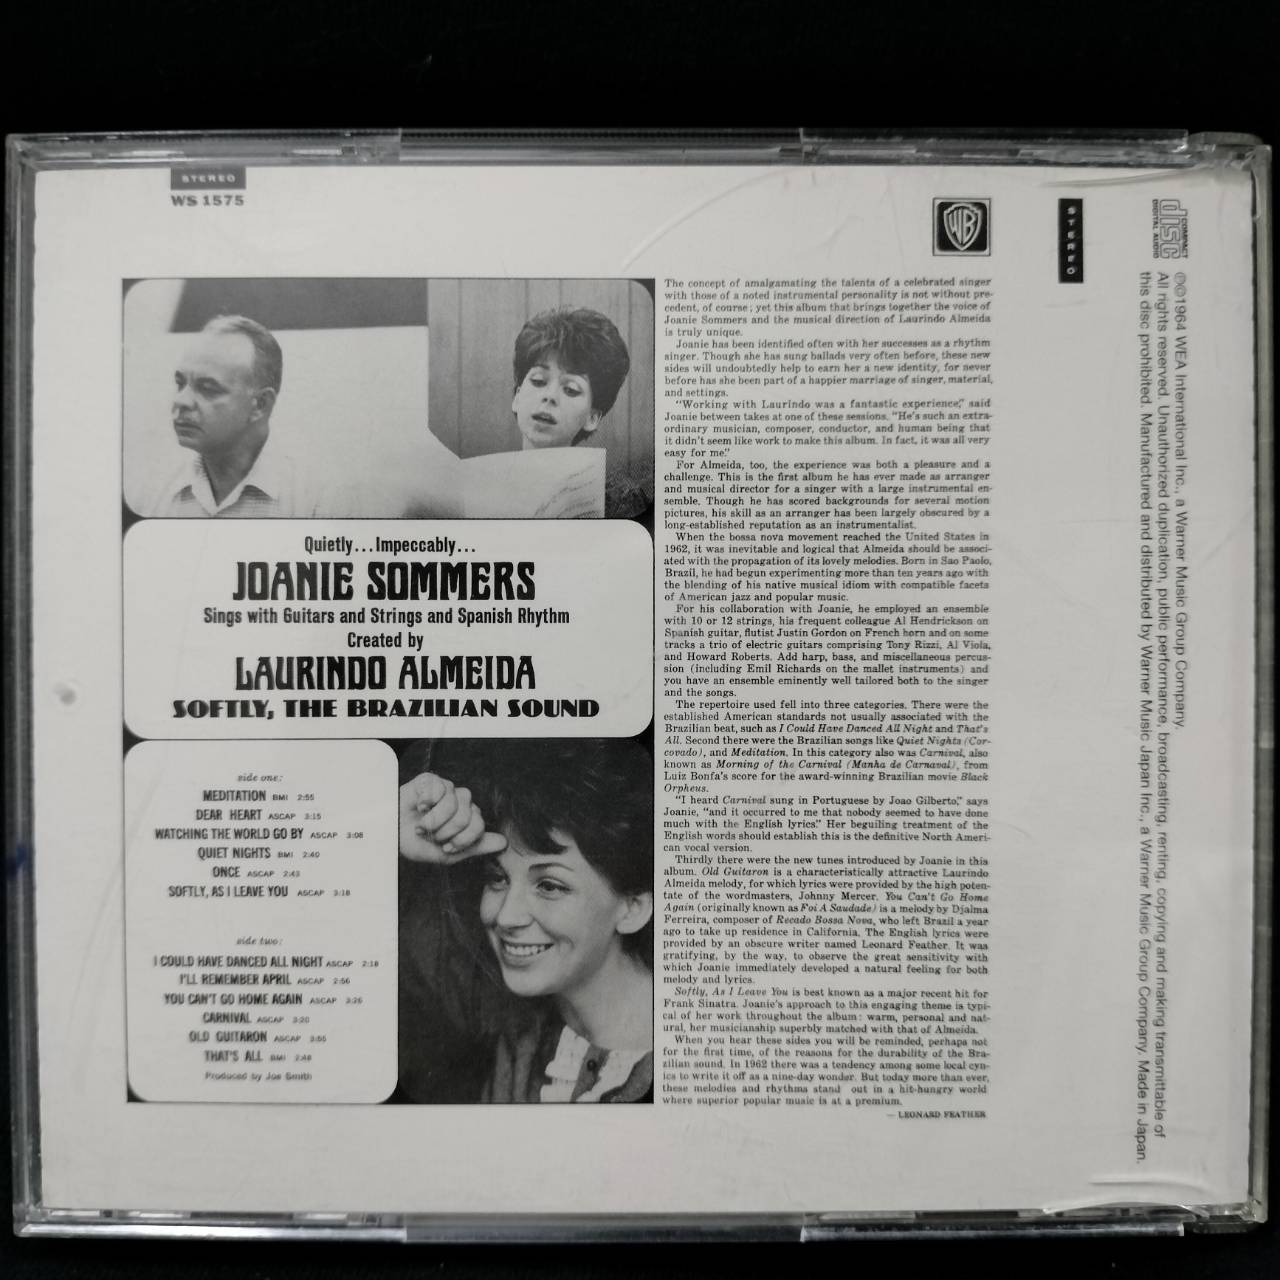 STEREO
WS 1575
WB
STEREO
COMPACT
disc
DIGITAL AUDIO
Quietly...Impeccably...
JOANIE SOMMERS
Sings with Guitars and Strings and Spanish Rhythm
Created by
LAURINDO ALMEIDA
SOFTLY, THE BRAZILIAN SOUND
side one:
MEDITATION BMI 2:55
DEAR HEART ASCAP 3:15
WATCHING THE WORLD GO BY ASCAP 3:08
QUIET NIGHTS BMI 2:40
ONCE ASCAP 2:43
SOFTLY, AS I LEAVE YOU ASCAP 3:18
side two:
I COULD HAVE DANCED ALL NIGHT ASCAP 2:18
I'LL REMEMBER APRIL ASCAP 2:56
YOU CAN'T GO HOME AGAIN ASCAP 3:26
CARNIVAL ASCAP 3:20
OLD GUITARON ASCAP 3:55
THAT'S ALL BMI 2:48
Produced by Joe Smith
The concept of amalgamating the talents of a celebrated singer
with those of a noted instrumental personality is not without pre-
cedent, of course; yet this album that brings together the voice of
Joanie Sommers and the musical direction of Laurindo Almeida
is truly unique.
Joanie has been identified often with her successes as a rhythm
singer. Though she has sung ballads very often before, these new
sides will undoubtedly help to earn her a new identity, for never
before has she been part of a happier marriage of singer, material,
and settings.
"Working with Laurindo was a fantastic experience," said
Joanie between takes at one of these sessions. "He's such an extra-
ordinary musician, composer, conductor, and human being that
it didn't seem like work to make this album. In fact, it was all very
easy for me."
For Almeida, too, the experience was both a pleasure and a
challenge. This is the first album he has ever made as arranger
and musical director for a singer with a large instrumental en-
semble. Though he has scored backgrounds for several motion
pictures, his skill as an arranger has been largely obscured by a
long-established reputation as an instrumentalist.
When the bossa nova movement reached the United States in
1962, it was inevitable and logical that Almeida should be associ-
ated with the propagation of its lovely melodies. Born in Sao Paolo,
Brazil, he had begun experimenting more than ten years ago with
the blending of his native musical idiom with compatible facets
of American jazz and popular music.
For his collaboration with Joanie, he employed an ensemble
with 10 or 12 strings, his frequent colleague Al Hendrickson on
Spanish guitar, flutist Justin Gordon on French horn and on some
tracks a trio of electric guitars comprising Tony Rizzi, Al Viola,
and Howard Roberts. Add harp, bass, and miscellaneous percus-
sion (including Emil Richards on the mallet instruments) and
you have an ensemble eminently well tailored both to the singer
and the songs.
The repertoire used fell into three categories. There were the
established American standards not usually associated with the
Brazilian beat, such as I Could Have Danced All Night and That's
All. Second there were the Brazilian songs like Quiet Nights (Cor-
covado), and Meditation. In this category also was Carnival, also
known as Morning of the Carnival (Manha de Carnaval), from
Luiz Bonfa's score for the award-winning Brazilian movie Black
Orpheus.
"I heard Carnival sung in Portuguese by Joao Gilberto," says
Joanie, "and it occurred to me that nobody seemed to have done
much with the English lyrics." Her beguiling treatment of the
English words should establish this is the definitive North Ameri-
can vocal version.
Thirdly there were the new tunes introduced by Joanie in this
album. Old Guitaron is a characteristically attractive Laurindo
Almeida melody, for which lyrics were provided by the high poten-
tate of the wordmasters, Johnny Mercer. You Can't Go Home
Again (originally known as Foi A Saudade) is a melody by Djalma
Ferreira, composer of Recado Bossa Nova, who left Brazil a year
ago to take up residence in California. The English lyrics were
provided by an obscure writer named Leonard Feather. It was
gratifying, by the way, to observe the great sensitivity with
which Joanie immediately developed a natural feeling for both
melody and lyrics.
Softly, As I Leave You is best known as a major recent hit for
Frank Sinatra. Joanie's approach to this engaging theme is typi-
cal of her work throughout the album: warm, personal and nat-
ural, her musicianship superbly matched with that of Almeida.
When you hear these sides you will be reminded, perhaps not
for the first time, of the reasons for the durability of the Bra-
zilian sound. In 1962 there was a tendency among some local cyn-
ics to write it off as a nine-day wonder. But today more than ever,
these melodies and rhythms stand out in a hit-hungry world
where superior popular music is at a premium.
— LEONARD FEATHER
℗©1964 WEA International Inc., a Warner Music Group Company.
All rights reserved. Unauthorized duplication, public performance, broadcasting, renting, copying and making transmittable of
this disc prohibited. Manufactured and distributed by Warner Music Japan Inc., a Warner Music Group Company. Made in Japan.